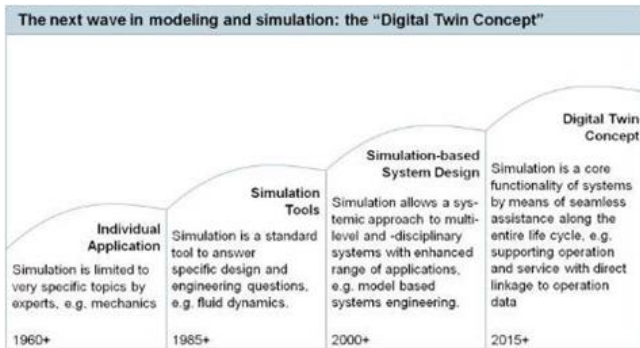 The next wave in modeling and simulation: the “Digital Twin Concept”
Individual
Application
Simulation is limited to
very specific topics by
experts, e.g. mechanics
1960+
Simulation
Tools
Simulation is a standard
tool to answer
specific design and
engineering questions,
e.g. fluid dynamics.
1985+
Simulation-based
System Design
Simulation allows a sys-
temic approach to multi-
level and -disciplinary
systems with enhanced
range of applications,
e.g. model based
systems engineering.
2000+
Digital Twin
Concept
Simulation is a core
functionality of systems
by means of seamless
assistance along the
entire life cycle, e.g.
supporting operation
and service with direct
linkage to operation
data
2015+